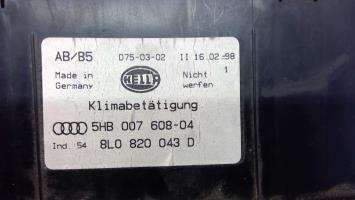 AB/B5 D75-03-02 II 16.02.98
Made in Germany HELLA Nicht werfen 1
Klimabetätigung
5HB 007 608-04
Ind. 54 8L0 820 043 D